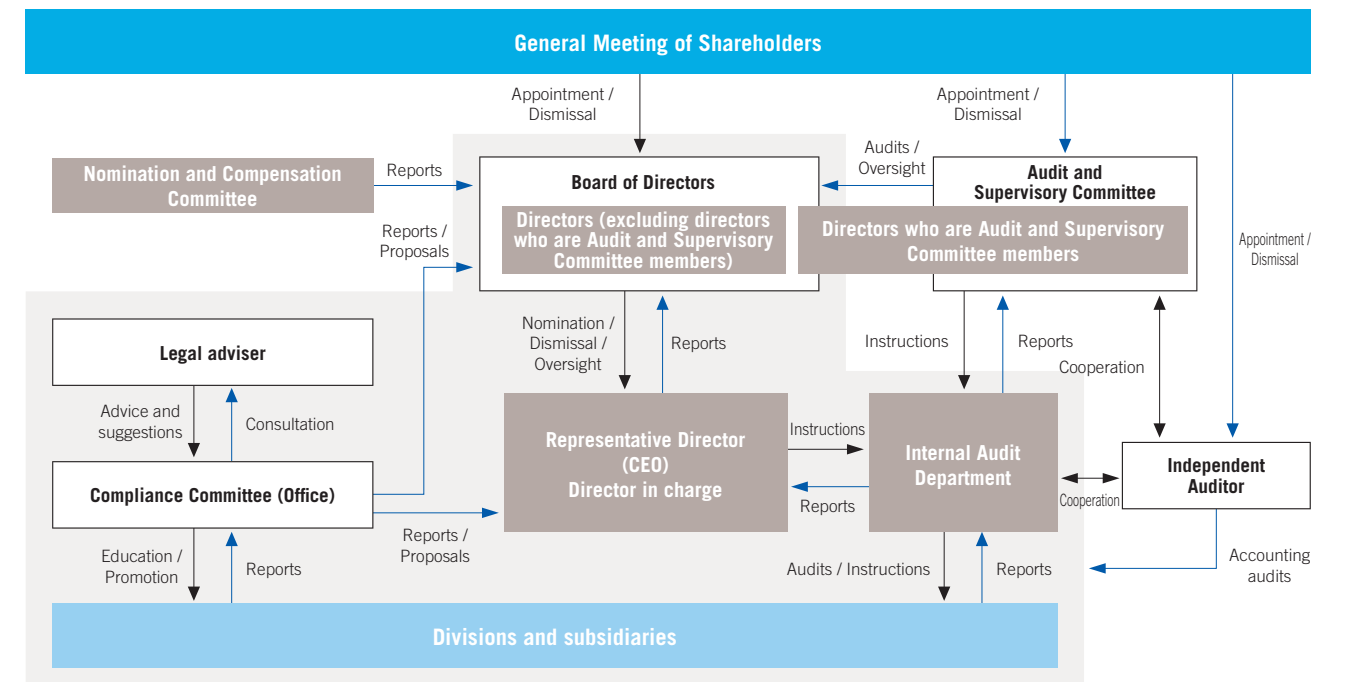 General Meeting of Shareholders
Appointment /
Dismissal
Appointment /
Dismissal
Appointment /
Dismissal
Nomination and Compensation
Committee
Reports
Board of Directors
Directors (excluding directors
who are Audit and Supervisory
Committee members)
Audits /
Oversight
Audit and
Supervisory Committee
Directors who are Audit and Supervisory
Committee members
Reports /
Proposals
Legal adviser
Nomination /
Dismissal /
Oversight
Reports
Instructions
Reports
Cooperation
Advice and
suggestions
Consultation
Representative Director
(CEO)
Director in charge
Instructions
Reports
Internal Audit
Department
Cooperation
Independent
Auditor
Compliance Committee (Office)
Reports /
Proposals
Education /
Promotion
Reports
Audits / Instructions
Reports
Accounting
audits
Divisions and subsidiaries